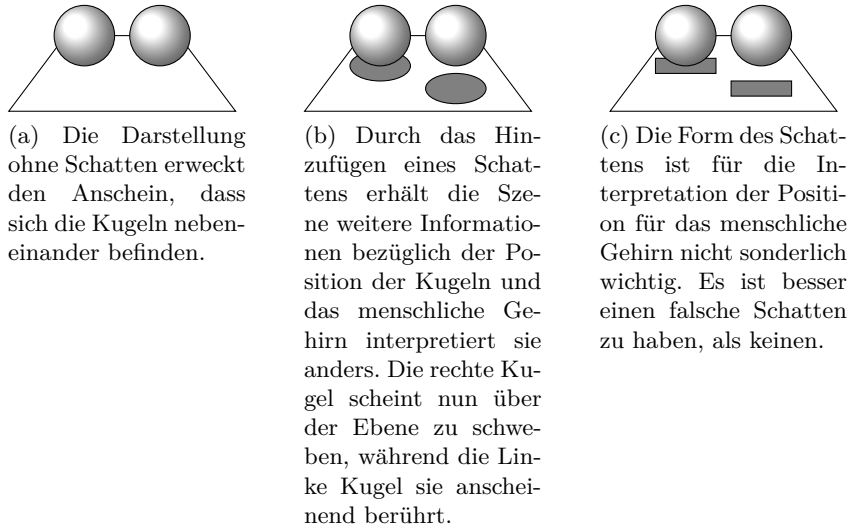 (a) Die Darstellung
ohne Schatten erweckt
den Anschein, dass
sich die Kugeln neben-
einander befinden.
(b) Durch das Hin-
zufügen eines Schat-
tens erhält die Sze-
ne weitere Informatio-
nen bezüglich der Po-
sition der Kugeln und
das menschliche Ge-
hirn interpretiert sie
anders. Die rechte Ku-
gel scheint nun über
der Ebene zu schwe-
ben, während die Lin-
ke Kugel sie anschei-
nend berührt.
(c) Die Form des Schat-
tens ist für die In-
terpretation der Positi-
on für das menschliche
Gehirn nicht sonderlich
wichtig. Es ist besser
einen falsche Schatten
zu haben, als keinen.